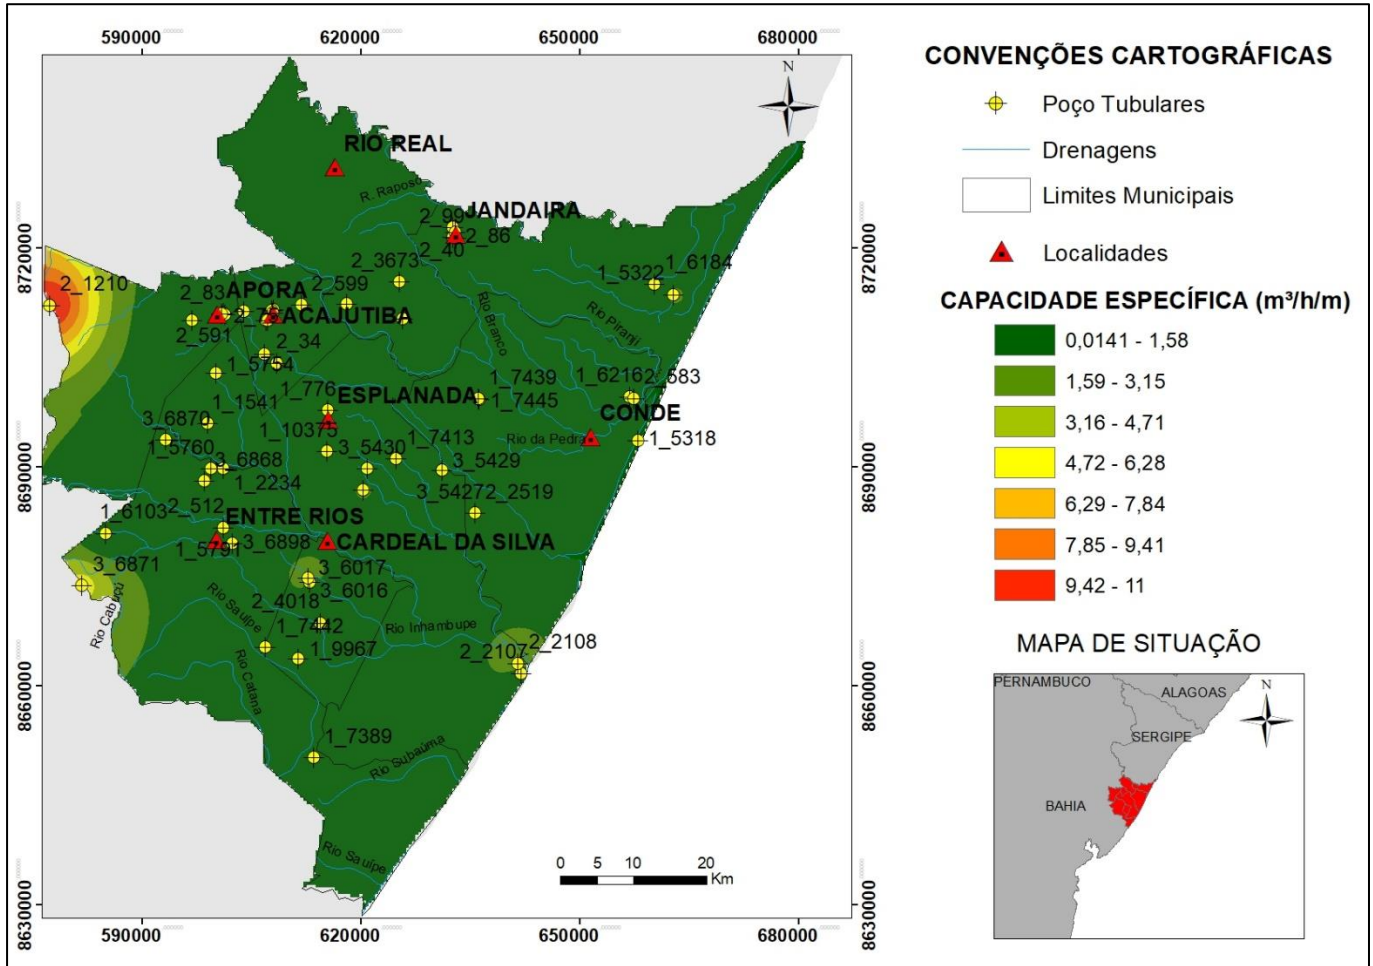 590000
620000
650000
680000
8720000
8690000
8660000
8630000
N
RIO REAL
R. Raposo
2_99
JANDAIRA
2_86
2_40
2_3673
1_5322
1_6184
2_1210
2_83
APORA
2_599
ACAJUTIBA
2_591
2_34
Rio Branco
Rio Piranji
1_5764
1_776
ESPLANADA
1_7439
1_7445
1_6216
2_583
CONDE
1_1541
3_6870
1_10375
Rio da Pedra
1_5318
1_5760
3_6868
3_5430
1_7413
3_5429
1_2234
3_5427
2_2519
1_6103
2_512
ENTRE RIOS
1_5791
3_6898
CARDEAL DA SILVA
3_6871
3_6017
3_6016
Rio Cabuçú
Rio Sauípe
2_4018
1_7442
Rio Inhambupe
2_2108
2_2107
1_9967
Rio Catana
1_7389
Rio Subaúma
Rio Sauípe
0 5 10 20
Km
8720000
8690000
8660000
8630000
590000
620000
650000
680000
CONVENÇÕES CARTOGRÁFICAS
Poço Tubulares
Drenagens
Limites Municipais
Localidades
CAPACIDADE ESPECÍFICA (m³/h/m)
0,0141 - 1,58
1,59 - 3,15
3,16 - 4,71
4,72 - 6,28
6,29 - 7,84
7,85 - 9,41
9,42 - 11
MAPA DE SITUAÇÃO
PERNAMBUCO
ALAGOAS
N
SERGIPE
BAHIA